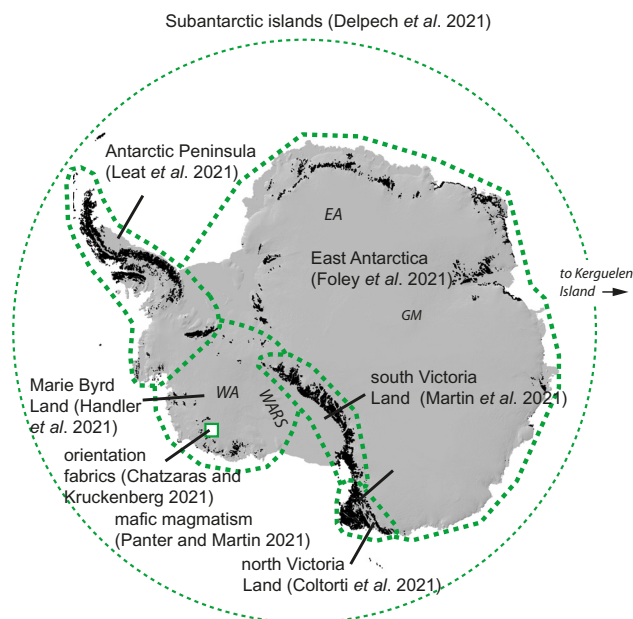 Subantarctic islands (Delpech et al. 2021)
Antarctic Peninsula
(Leat et al. 2021)
EA
East Antarctica
(Foley et al. 2021)
to Kerguelen
Island
GM
Marie Byrd
Land (Handler
et al. 2021)
WA
WARS
south Victoria
Land (Martin et al. 2021)
orientation
fabrics (Chatzaras and
Kruckenberg 2021)
mafic magmatism
(Panter and Martin 2021)
north Victoria
Land (Coltorti et al. 2021)